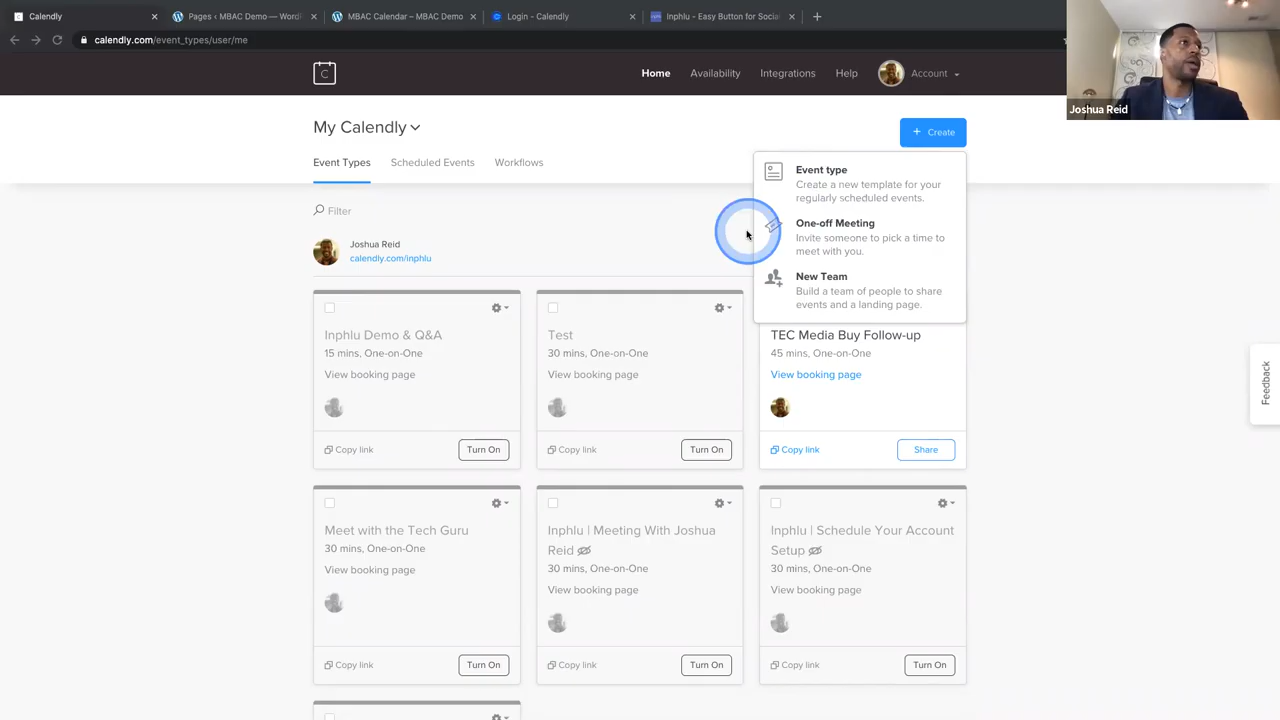 Calendly
Pages ‹ MBAC Demo — WordP
MBAC Calendar – MBAC Demo
Login - Calendly
Inphlu - Easy Button for Social
calendly.com/event_types/user/me
Joshua Reid
C
Home
Availability
Integrations
Help
Account
My Calendly
+ Create
Event Types
Scheduled Events
Workflows
Event type
Create a new template for your
regularly scheduled events.
One-off Meeting
Invite someone to pick a time to
meet with you.
New Team
Build a team of people to share
events and a landing page.
Filter
Joshua Reid
calendly.com/inphlu
Inphlu Demo & Q&A
15 mins, One-on-One
View booking page
Copy link
Turn On
Test
30 mins, One-on-One
View booking page
Copy link
Turn On
TEC Media Buy Follow-up
45 mins, One-on-One
View booking page
Copy link
Share
Feedback
Meet with the Tech Guru
30 mins, One-on-One
View booking page
Copy link
Turn On
Inphlu | Meeting With Joshua
Reid
30 mins, One-on-One
View booking page
Copy link
Turn On
Inphlu | Schedule Your Account
Setup
30 mins, One-on-One
View booking page
Copy link
Turn On